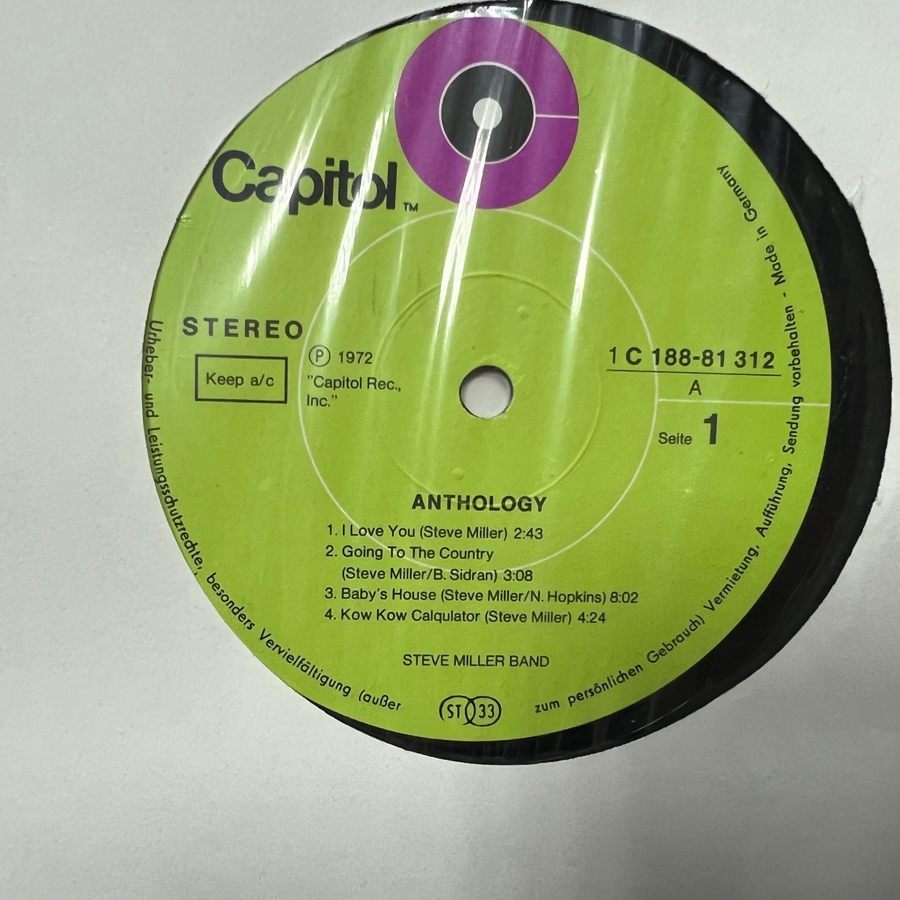 Capitol™
STEREO
Keep a/c
Ⓟ 1972
"Capitol Rec.,
Inc."
1 C 188-81 312
A
Seite 1
ANTHOLOGY
1. I Love You (Steve Miller) 2:43
2. Going To The Country
(Steve Miller/B. Sidran) 3:08
3. Baby's House (Steve Miller/N. Hopkins) 8:02
4. Kow Kow Calqulator (Steve Miller) 4:24
STEVE MILLER BAND
ST 33
Urheber- und Leistungsschutzrechte, besonders Vervielfältigung (außer zum persönlichen Gebrauch) Vermietung, Aufführung, Sendung vorbehalten - Made in Germany